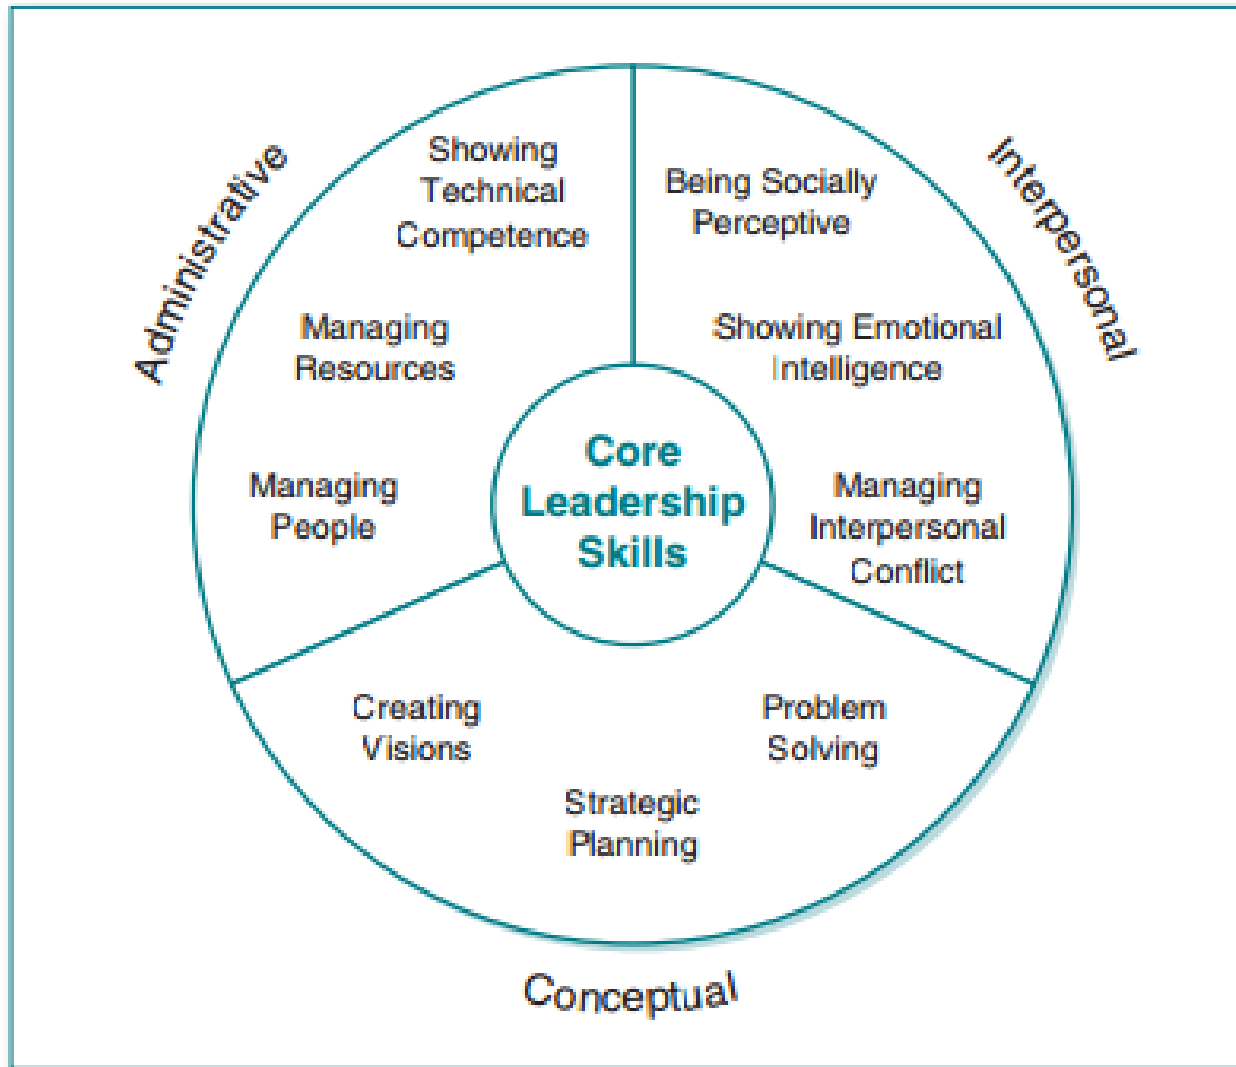 Administrative
Showing
Technical
Competence
Managing
Resources
Managing
People
Interpersonal
Being Socially
Perceptive
Showing Emotional
Intelligence
Managing
Interpersonal
Conflict
Core
Leadership
Skills
Creating
Visions
Strategic
Planning
Problem
Solving
Conceptual